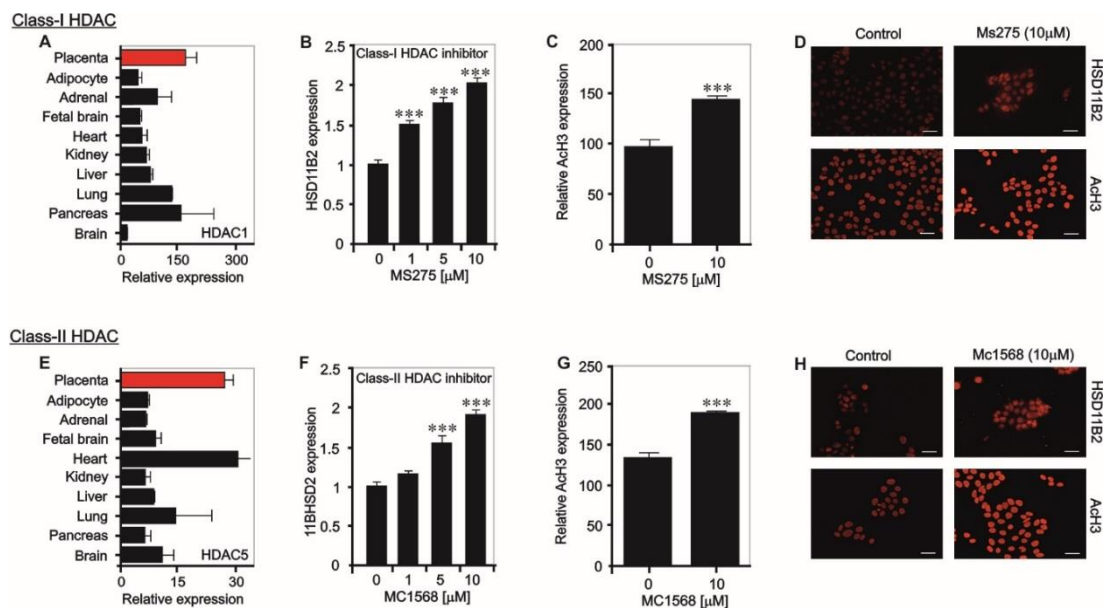 Class-I HDAC
A
Placenta
Adipocyte
Adrenal
Fetal brain
Heart
Kidney
Liver
Lung
Pancreas
Brain
HDAC1
0 150 300
Relative expression
B
Class-I HDAC inhibitor
HSD11B2 expression
2.5
2
1.5
1
0
*** *** ***
0 1 5 10
MS275 [µM]
C
Relative AcH3 expression
200
150
100
50
0
***
0 10
MS275 [µM]
D
Control Ms275 (10µM)
HSD11B2
AcH3
Class-II HDAC
E
Placenta
Adipocyte
Adrenal
Fetal brain
Heart
Kidney
Liver
Lung
Pancreas
Brain
HDAC5
0 15 30
Relative expression
F
Class-II HDAC inhibitor
11BHSD2 expression
2.5
2
1.5
1
0
*** ***
0 1 5 10
MC1568 [µM]
G
Relative AcH3 expression
250
200
150
100
50
0
***
0 10
MC1568 [µM]
H
Control Mc1568 (10µM)
HSD11B2
AcH3